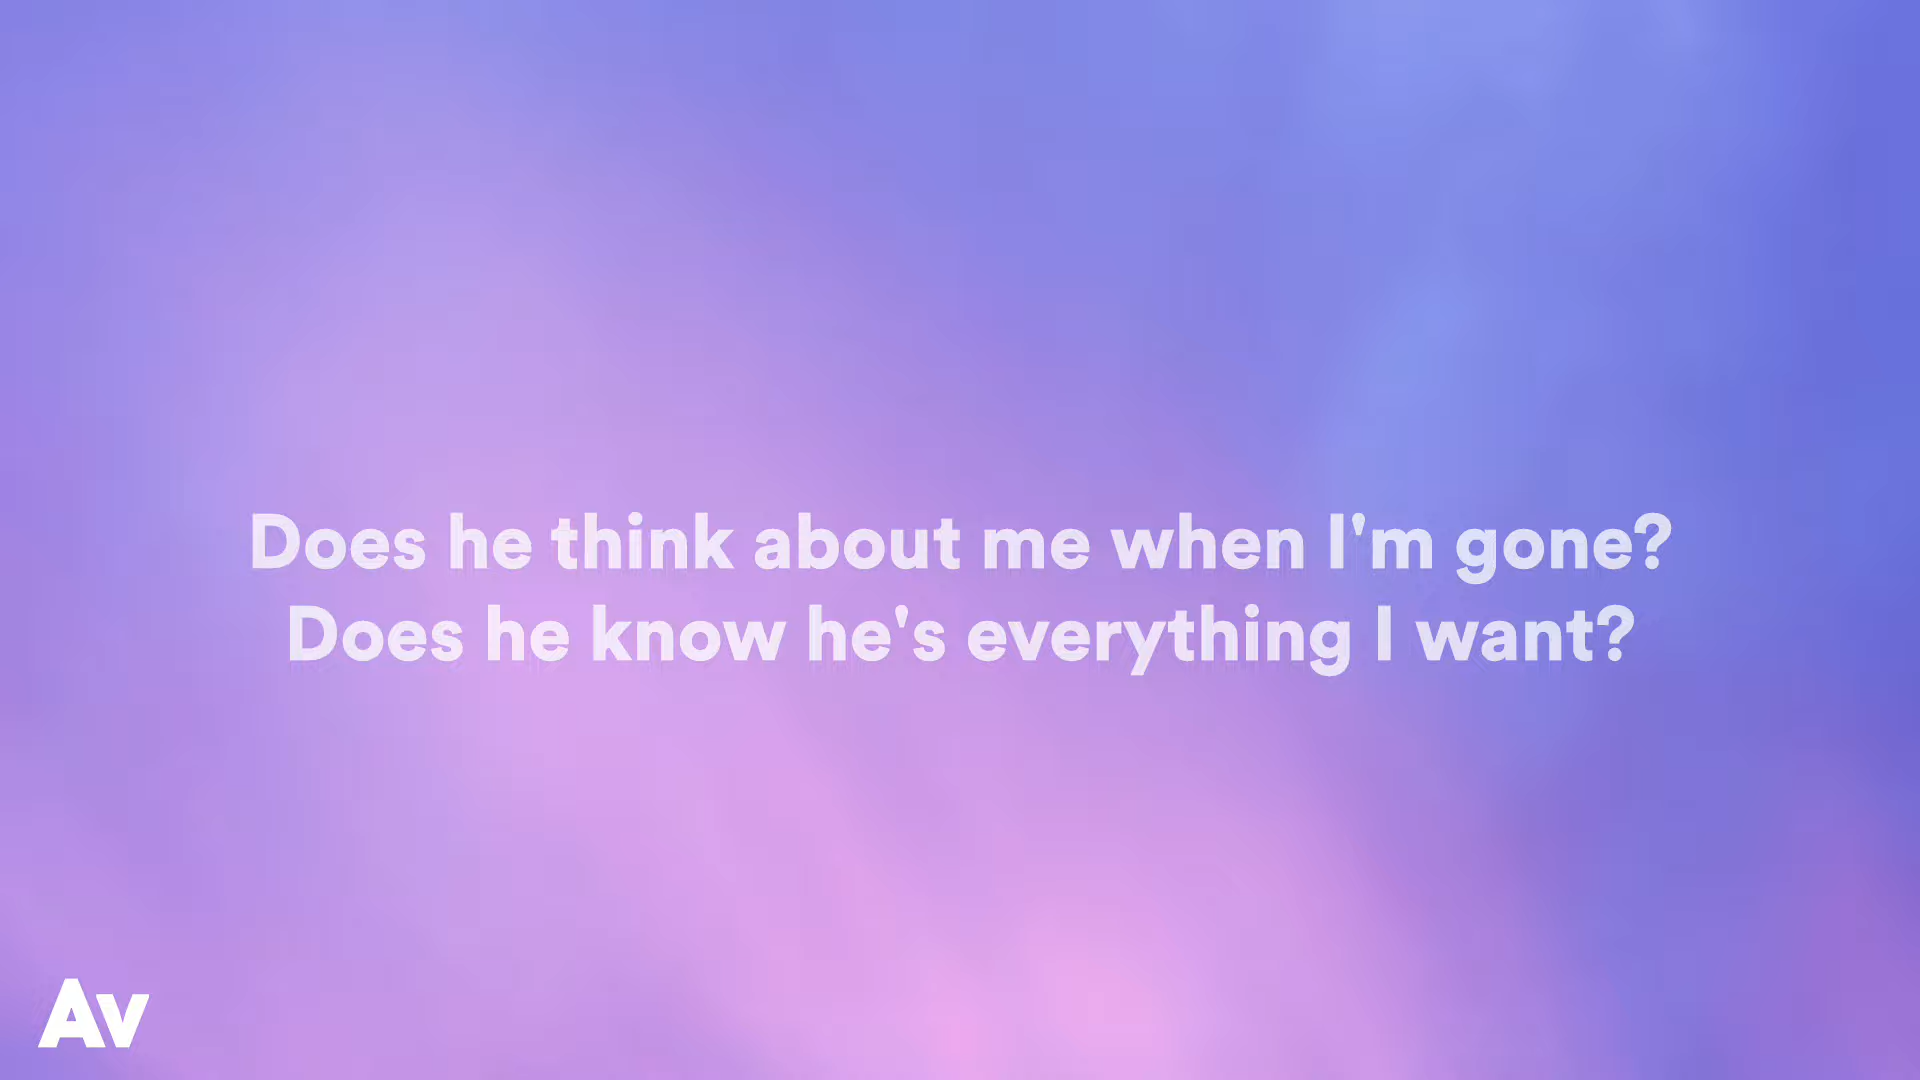 Does he think about me when I'm gone?
Does he know he's everything I want?
Av